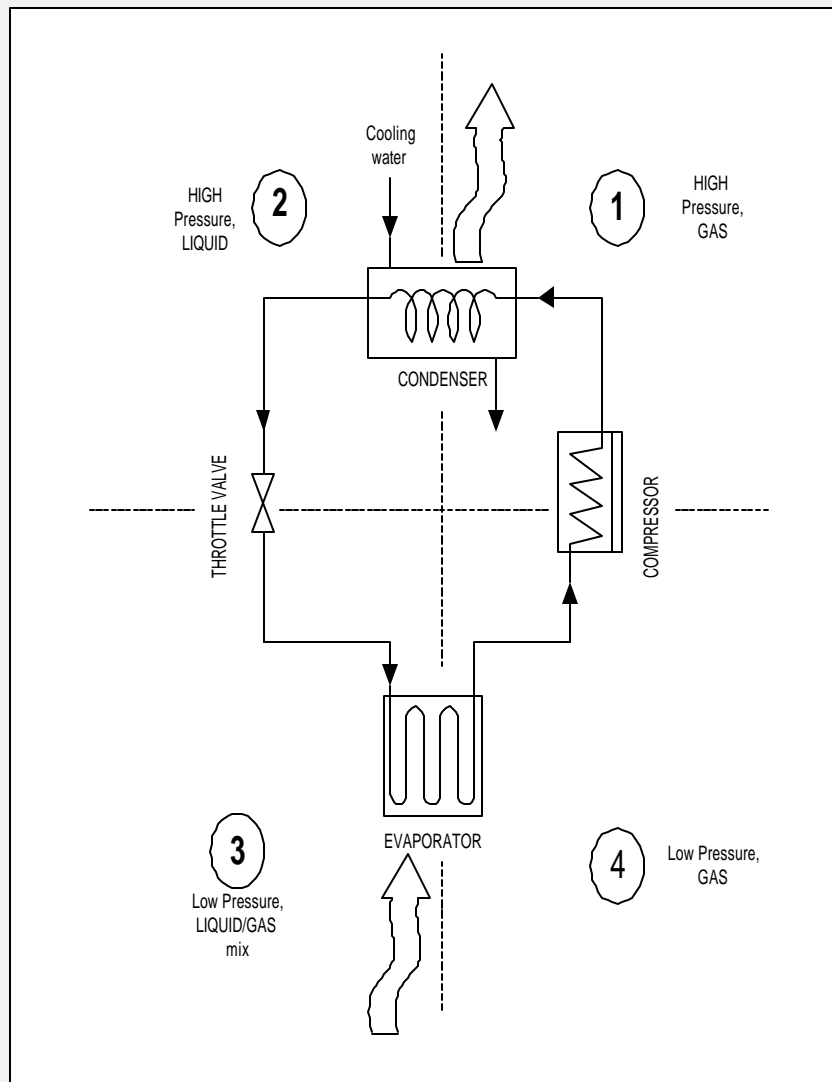 Cooling
water
HIGH
Pressure,
LIQUID
2
1
HIGH
Pressure,
GAS
CONDENSER
THROTTLE VALVE
COMPRESSOR
EVAPORATOR
3
Low Pressure,
LIQUID/GAS
mix
4
Low Pressure,
GAS